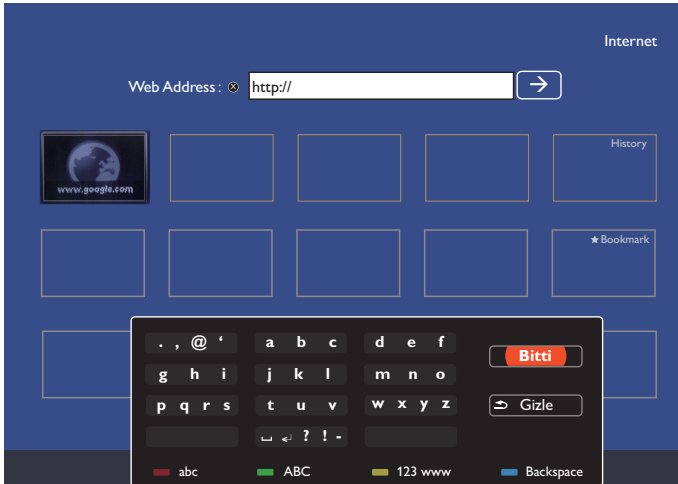 Internet
Web Address : ⓧ http:// →
www.google.com
History
★ Bookmark
. , @ ‘ a b c d e f
Bitti
g h i j k l m n o
p q r s t u v w x y z
Gizle
␣ ↵ ? ! -
abc ABC 123 www Backspace